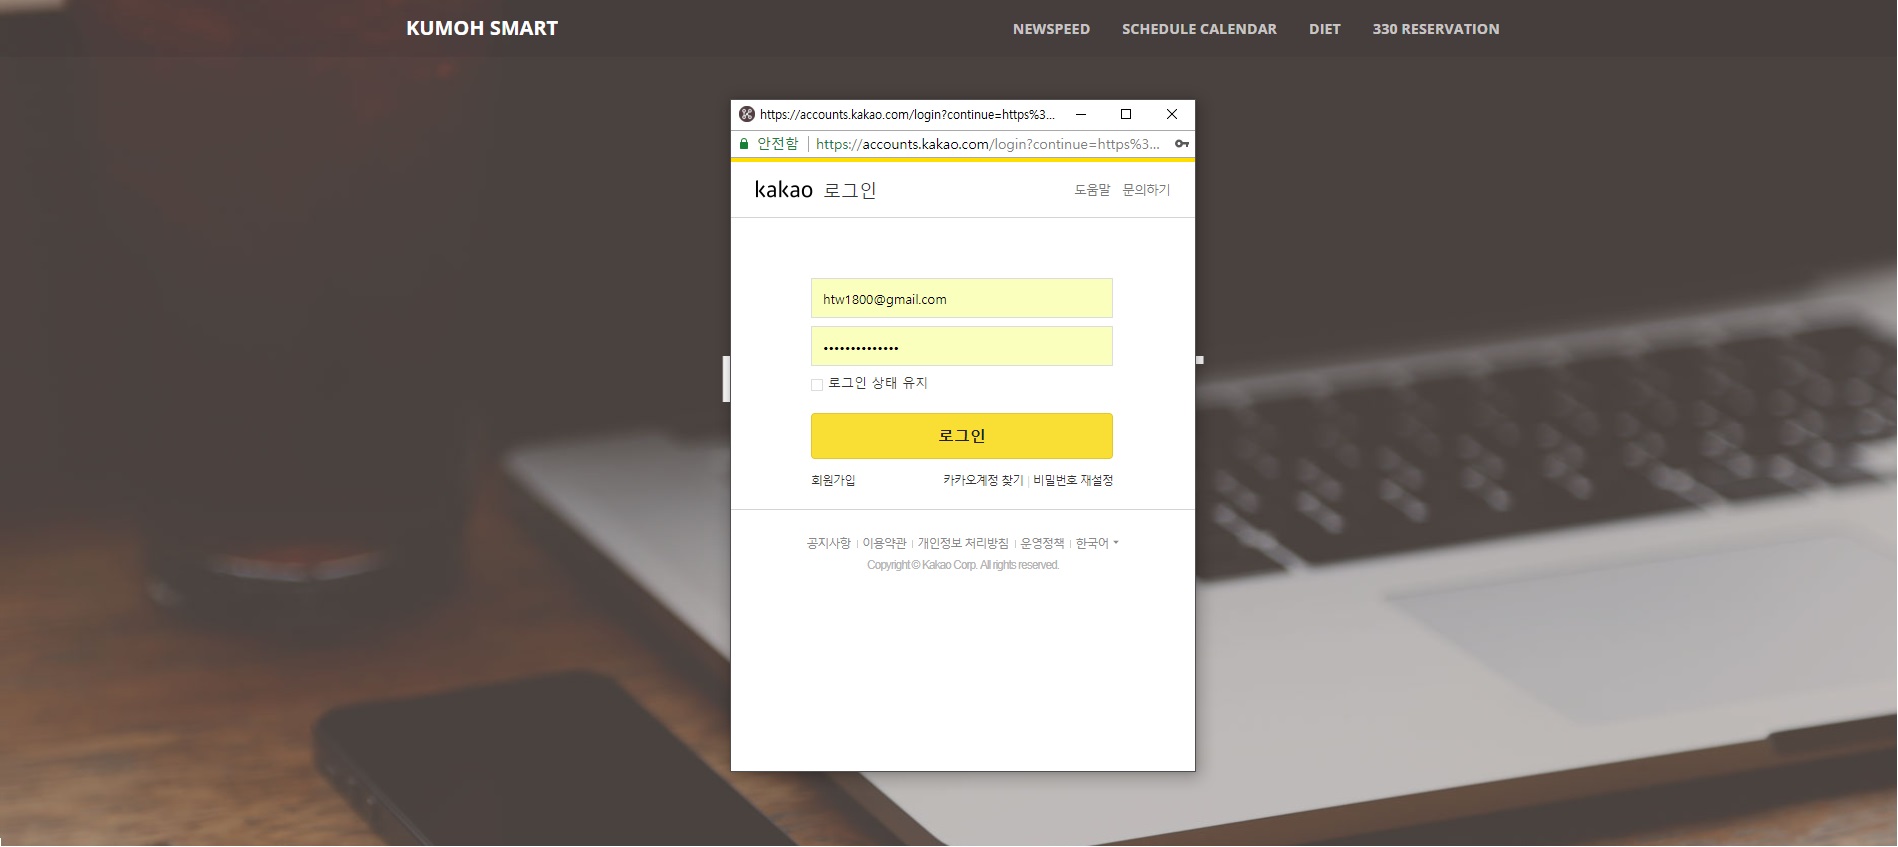 KUMOH SMART
NEWSPEED SCHEDULE CALENDAR DIET 330 RESERVATION
https://accounts.kakao.com/login?continue=https%3...
안전함 https://accounts.kakao.com/login?continue=https%3...
kakao 로그인 도움말 문의하기
htw1800@gmail.com
••••••••••••••
로그인 상태 유지
로그인
회원가입 카카오계정 찾기 | 비밀번호 재설정
공지사항 | 이용약관 | 개인정보 처리방침 | 운영정책 | 한국어
Copyright © Kakao Corp. All rights reserved.